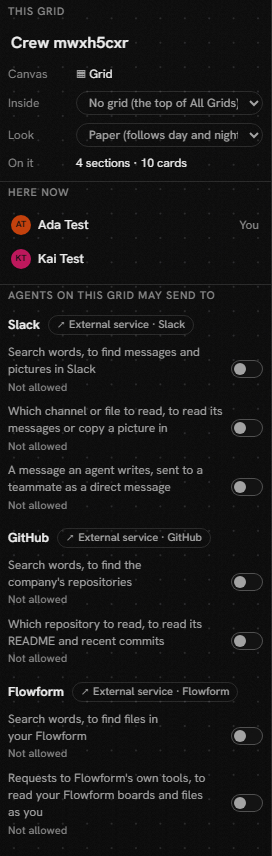 THIS GRID
Crew mwxh5cxr
Canvas Grid
Inside No grid (the top of All Grids)
Look Paper (follows day and night
On it 4 sections · 10 cards
HERE NOW
AT Ada Test You
KT Kai Test
AGENTS ON THIS GRID MAY SEND TO
Slack ↗ External service · Slack
Search words, to find messages and
pictures in Slack
Not allowed
Which channel or file to read, to read its
messages or copy a picture in
Not allowed
A message an agent writes, sent to a
teammate as a direct message
Not allowed
GitHub ↗ External service · GitHub
Search words, to find the
company's repositories
Not allowed
Which repository to read, to read its
README and recent commits
Not allowed
Flowform ↗ External service · Flowform
Search words, to find files in
your Flowform
Not allowed
Requests to Flowform's own tools, to
read your Flowform boards and files
as you
Not allowed